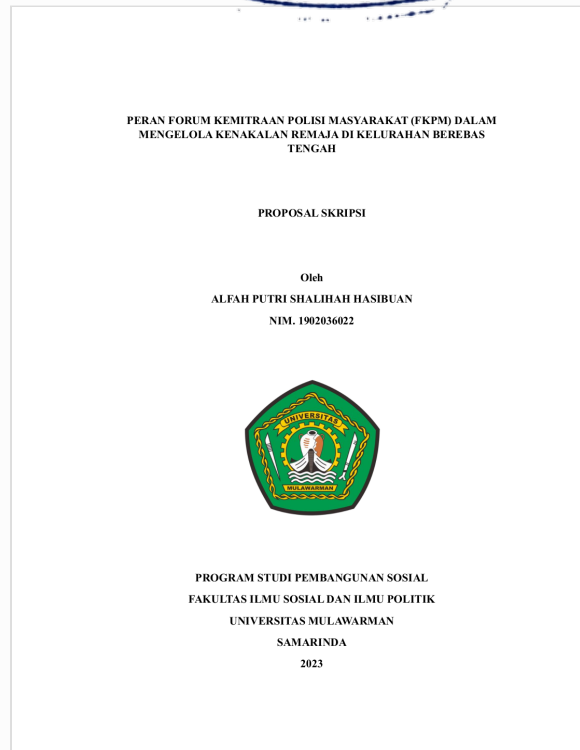 PERAN FORUM KEMITRAAN POLISI MASYARAKAT (FKPM) DALAM
MENGELOLA KENAKALAN REMAJA DI KELURAHAN BEREBAS
TENGAH
PROPOSAL SKRIPSI
Oleh
ALFAH PUTRI SHALIHAH HASIBUAN
NIM. 1902036022
UNIVERSITAS
MULAWARMAN
PROGRAM STUDI PEMBANGUNAN SOSIAL
FAKULTAS ILMU SOSIAL DAN ILMU POLITIK
UNIVERSITAS MULAWARMAN
SAMARINDA
2023